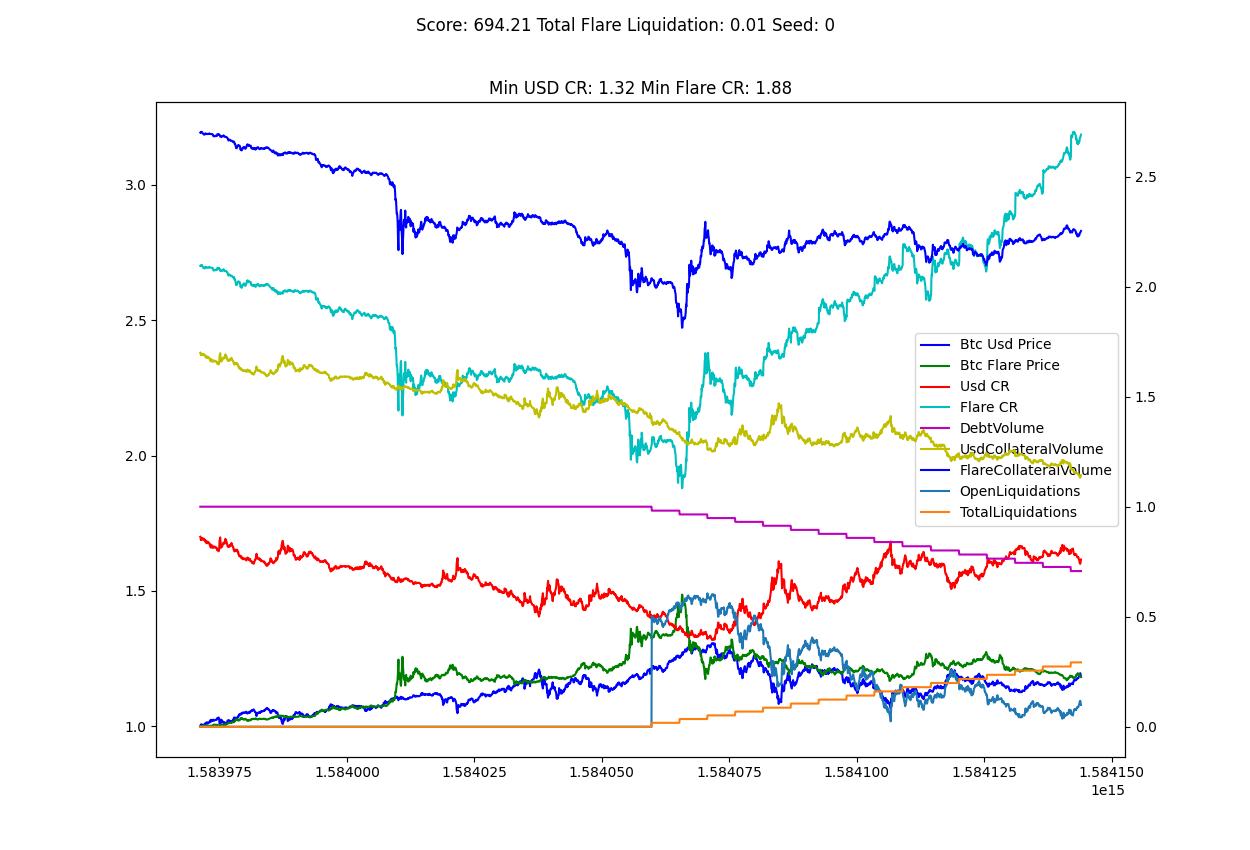 Score: 694.21 Total Flare Liquidation: 0.01 Seed: 0
Min USD CR: 1.32 Min Flare CR: 1.88
3.0
2.5
2.0
1.5
1.0
2.5
2.0
1.5
1.0
0.5
0.0
Btc Usd Price
Btc Flare Price
Usd CR
Flare CR
DebtVolume
UsdCollateralVolume
FlareCollateralVolume
OpenLiquidations
TotalLiquidations
1.583975 1.584000 1.584025 1.584050 1.584075 1.584100 1.584125 1.584150
1e15